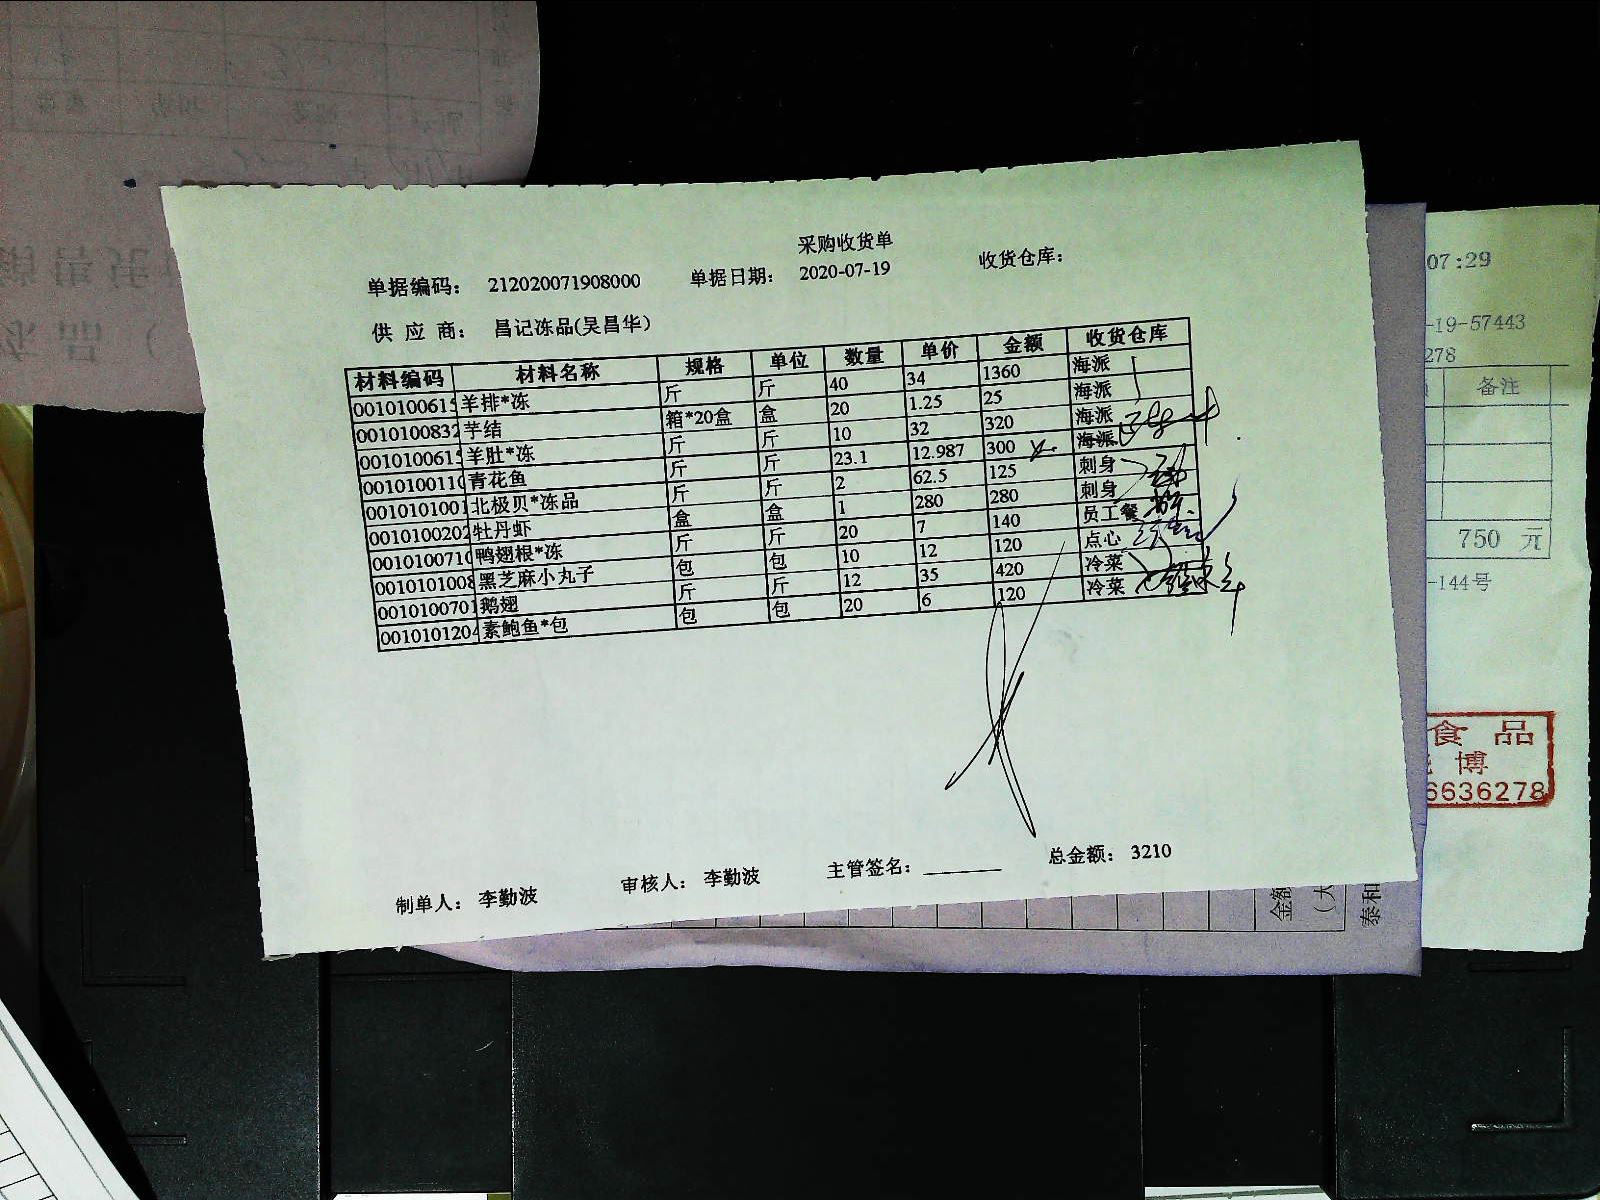 采购收货单
单据编码： 212020071908000 单据日期： 2020-07-19 收货仓库：
供 应 商： 昌记冻品(吴昌华)
材料编码 材料名称 规格 单位 数量 单价 金额 收货仓库
0010100615 羊排*冻 斤 斤 40 34 1360 海派
0010100832 芋结 箱*20盒 盒 20 1.25 25 海派
0010100615 羊肚*冻 斤 斤 10 32 320 海派
0010100110 青花鱼 斤 斤 23.1 12.987 300 海派
0010101001 北极贝*冻品 斤 斤 2 62.5 125 刺身
0010100202 牡丹虾 盒 盒 1 280 280 刺身
0010100710 鸭翅根*冻 斤 斤 20 7 140 员工餐
0010101008 黑芝麻小丸子 包 包 10 12 120 点心
0010100701 鹅翅 斤 斤 12 35 420 冷菜
0010101204 素鲍鱼*包 包 包 20 6 120 冷菜
制单人： 李勤波 审核人： 李勤波 主管签名： 总金额： 3210
07:29
-19-57443
278
备注
750 元
-144号
食 品
博
6636278
金额
（大
泰和